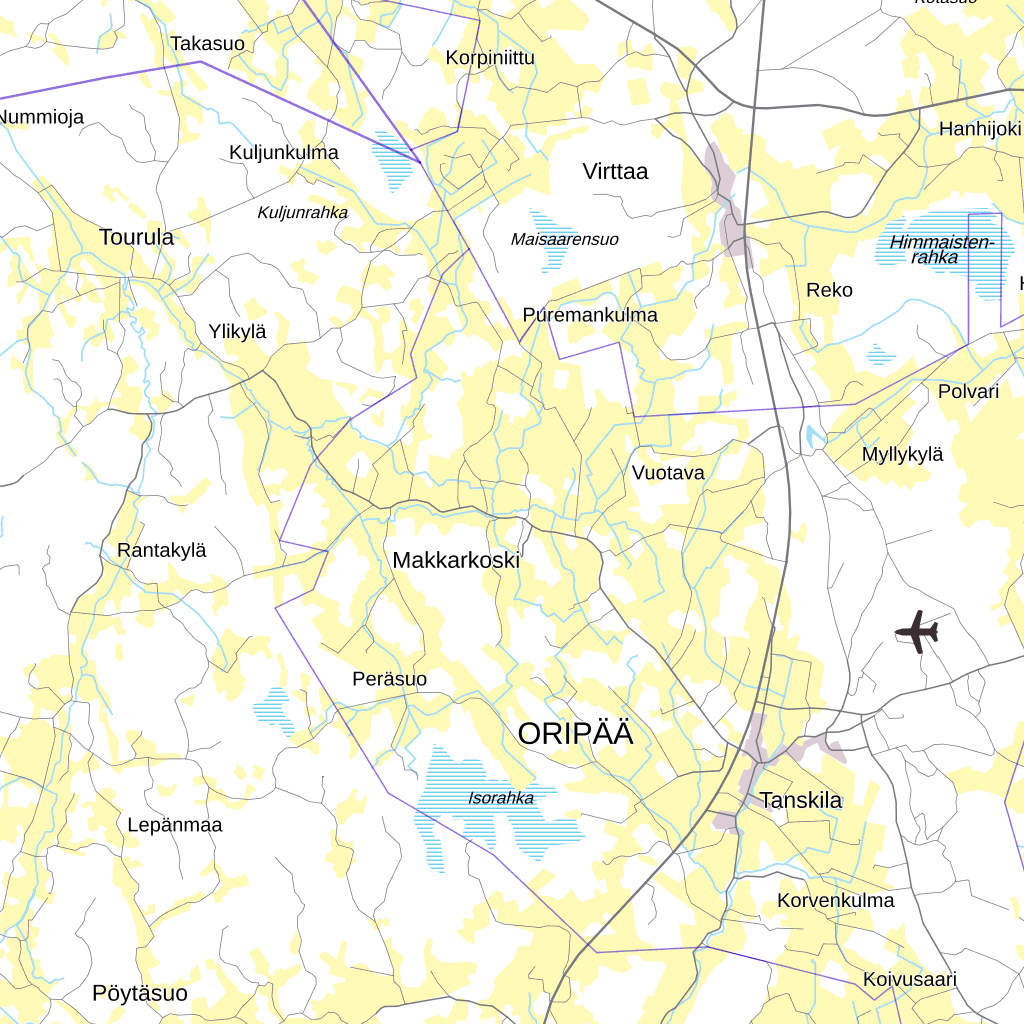 Takasuo
Korpiniittu
Nummioja
Hanhijoki
Kuljunkulma
Virttaa
Kuljunrahka
Tourula
Maisaarensuo
Himmaisten-
rahka
Reko
Puremankulma
Ylikylä
Polvari
Myllykylä
Vuotava
Rantakylä
Makkarkoski
Peräsuo
ORIPÄÄ
Isorahka
Tanskila
Lepänmaa
Korvenkulma
Koivusaari
Pöytäsuo